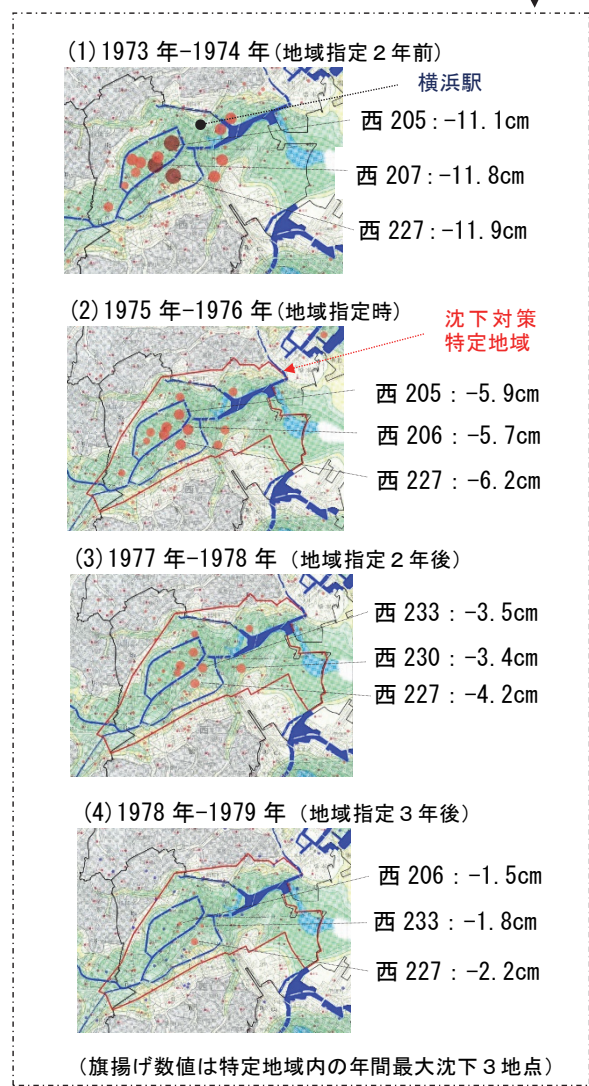 (1)1973 年-1974 年(地域指定２年前)
横浜駅
西 205：-11.1cm
西 207：-11.8cm
西 227：-11.9cm
(2)1975 年-1976 年(地域指定時)
沈下対策
特定地域
西 205：-5.9cm
西 206：-5.7cm
西 227：-6.2cm
(3)1977 年-1978 年（地域指定２年後）
西 233：-3.5cm
西 230：-3.4cm
西 227：-4.2cm
(4)1978 年-1979 年（地域指定３年後）
西 206：-1.5cm
西 233：-1.8cm
西 227：-2.2cm
（旗揚げ数値は特定地域内の年間最大沈下３地点）